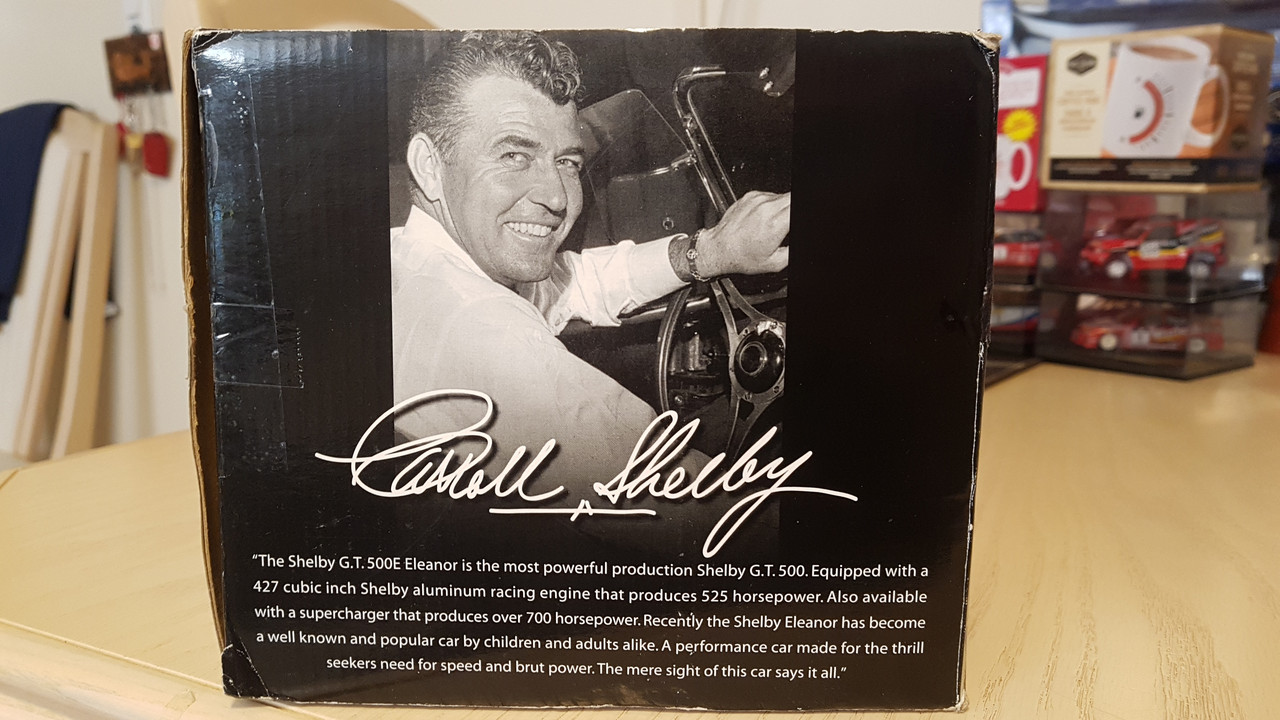 Carroll Shelby
“The Shelby G.T. 500E Eleanor is the most powerful production Shelby G.T. 500. Equipped with a
427 cubic inch Shelby aluminum racing engine that produces 525 horsepower. Also available
with a supercharger that produces over 700 horsepower. Recently the Shelby Eleanor has become
a well known and popular car by children and adults alike. A performance car made for the thrill
seekers need for speed and brut power. The mere sight of this car says it all.”